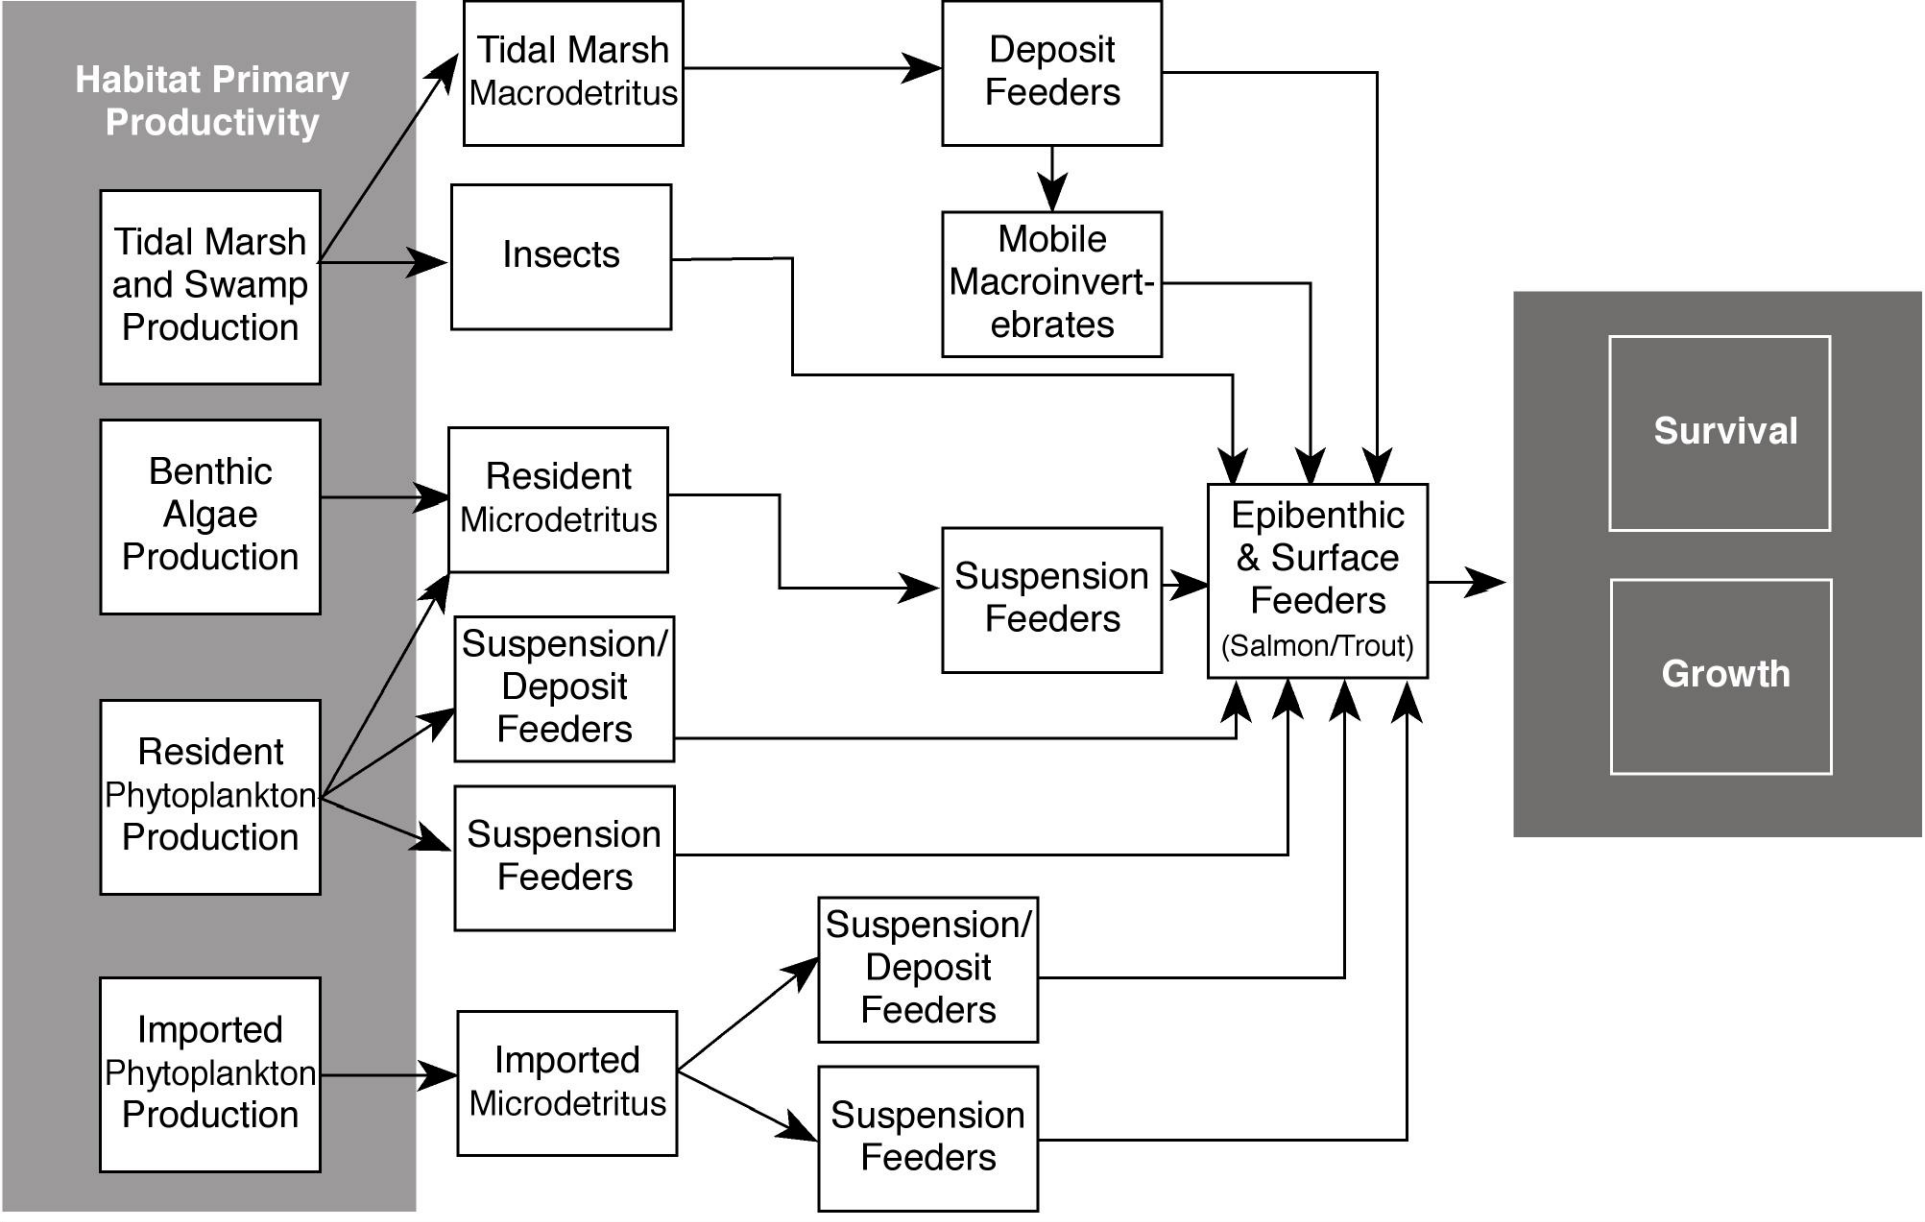 Habitat Primary
Productivity
Tidal Marsh
and Swamp
Production
Benthic
Algae
Production
Resident
Phytoplankton
Production
Imported
Phytoplankton
Production
Tidal Marsh
Macrodetritus
Insects
Resident
Microdetritus
Suspension/
Deposit
Feeders
Suspension
Feeders
Imported
Microdetritus
Suspension/
Deposit
Feeders
Suspension
Feeders
Deposit
Feeders
Mobile
Macroinvert-
ebrates
Suspension
Feeders
Epibenthic
& Surface
Feeders
(Salmon/Trout)
Survival
Growth